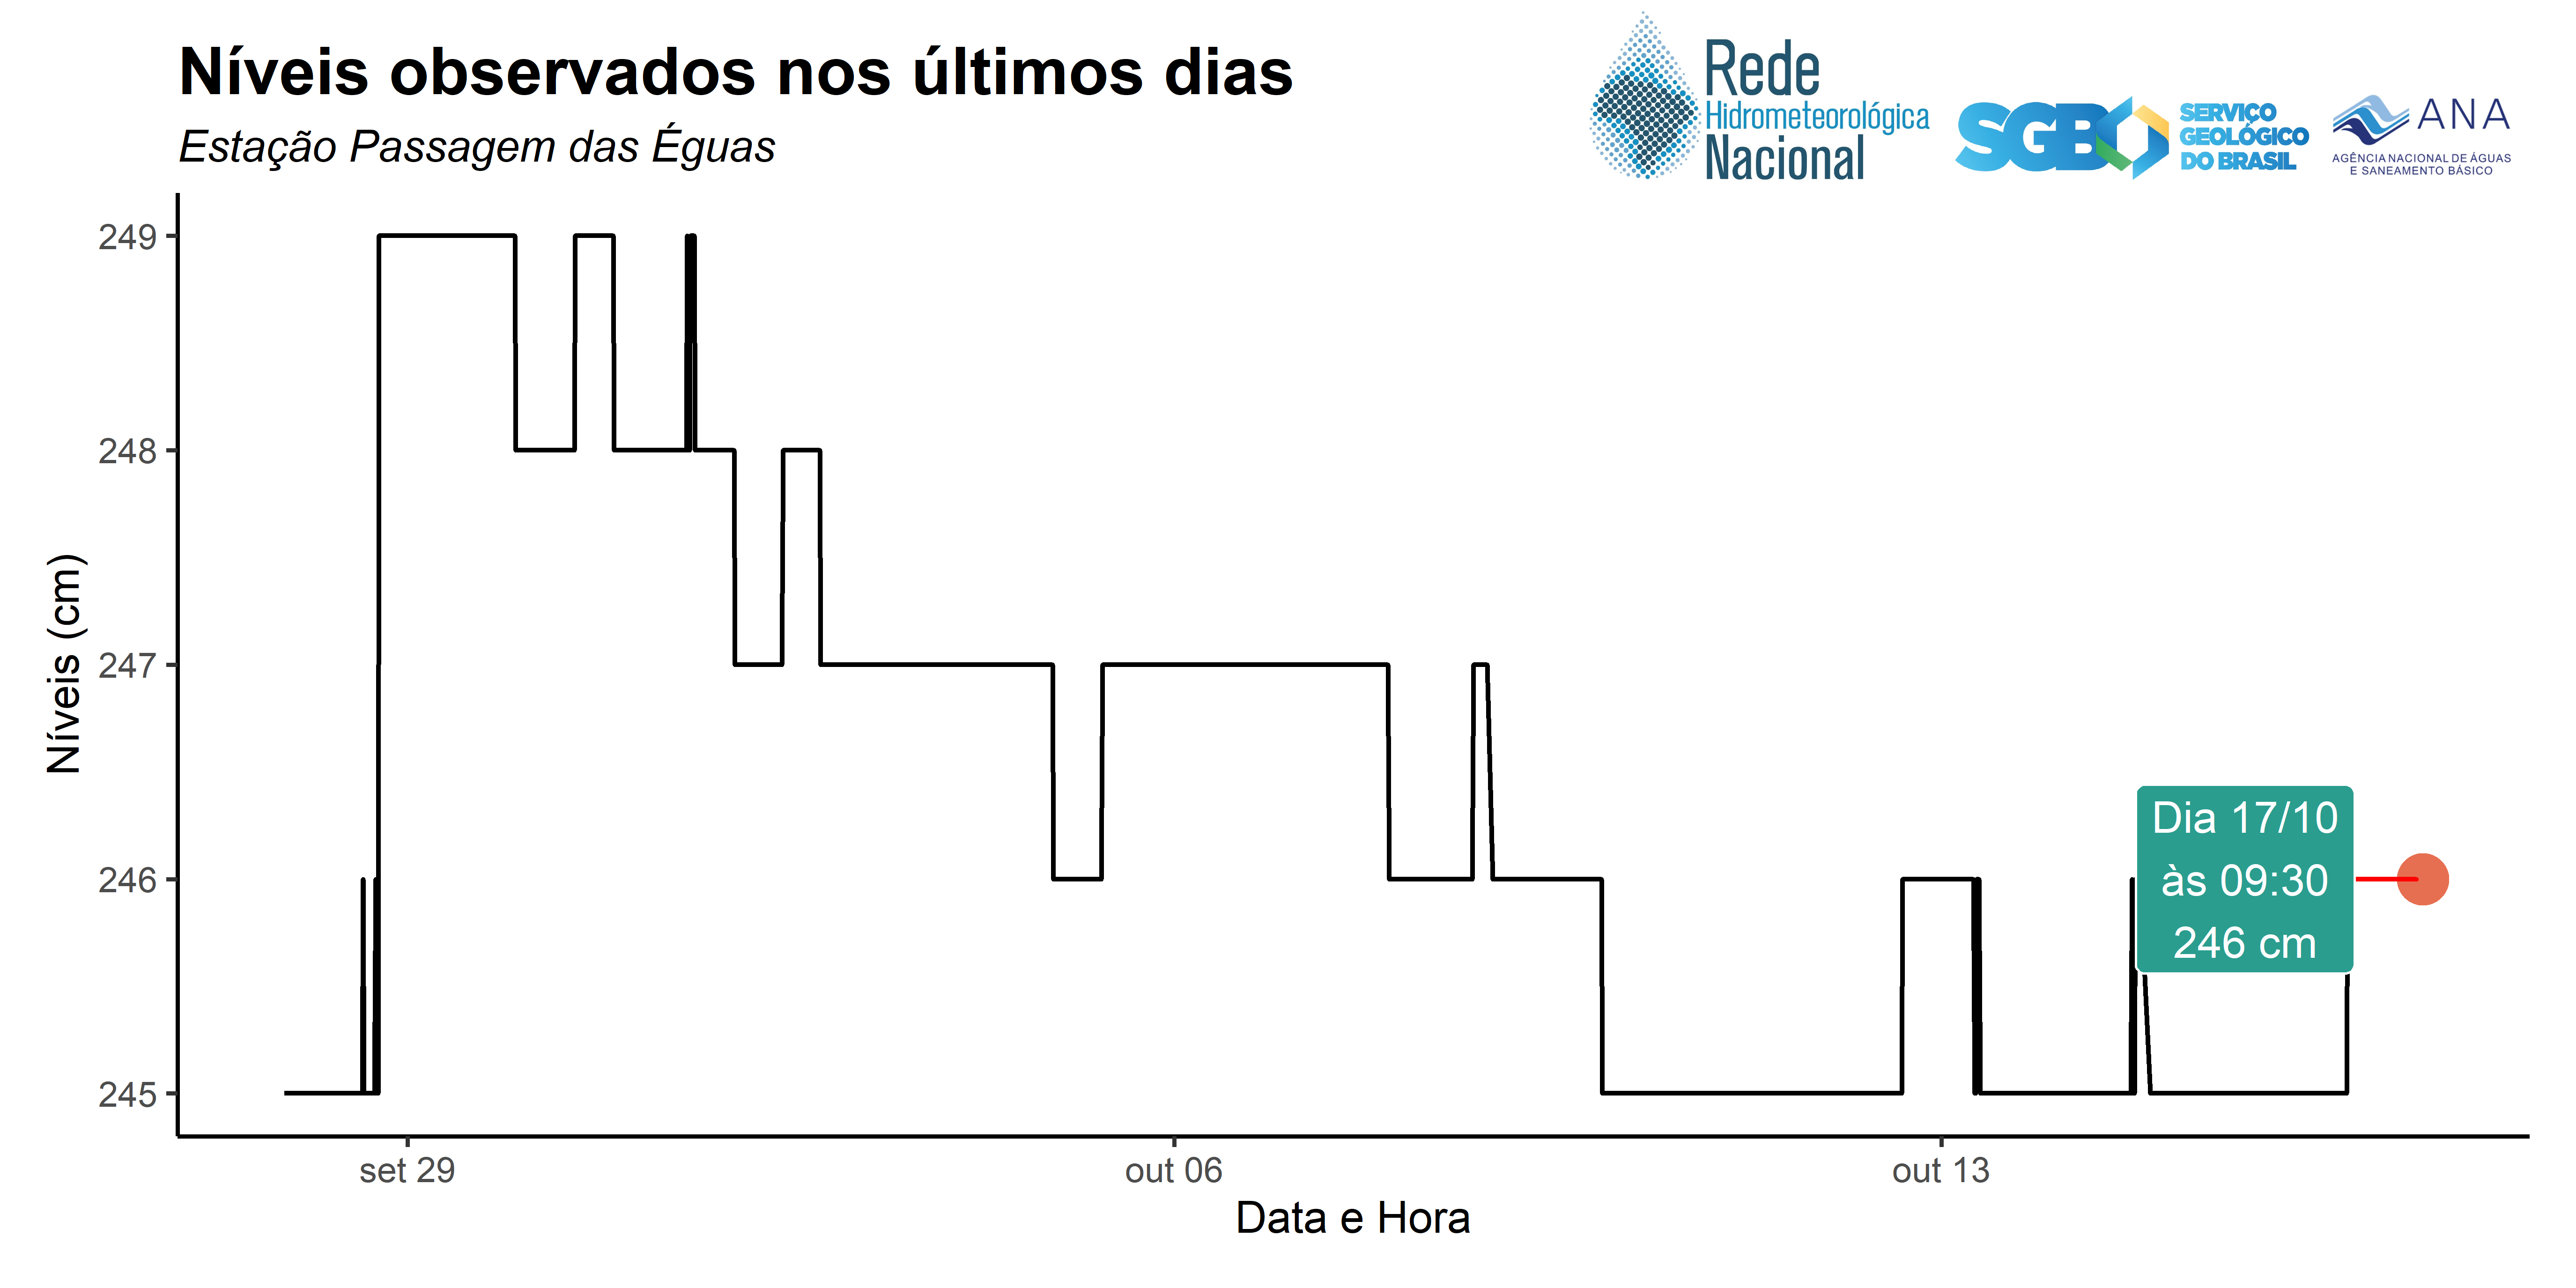 Níveis observados nos últimos dias
Estação Passagem das Éguas
Rede
Hidrometeorológica
Nacional
SGB
SERVIÇO
GEOLÓGICO
DO BRASIL
ANA
AGÊNCIA NACIONAL DE ÁGUAS
E SANEAMENTO BÁSICO
Níveis (cm)
249
248
247
246
245
Dia 17/10
às 09:30
246 cm
set 29
out 06
out 13
Data e Hora